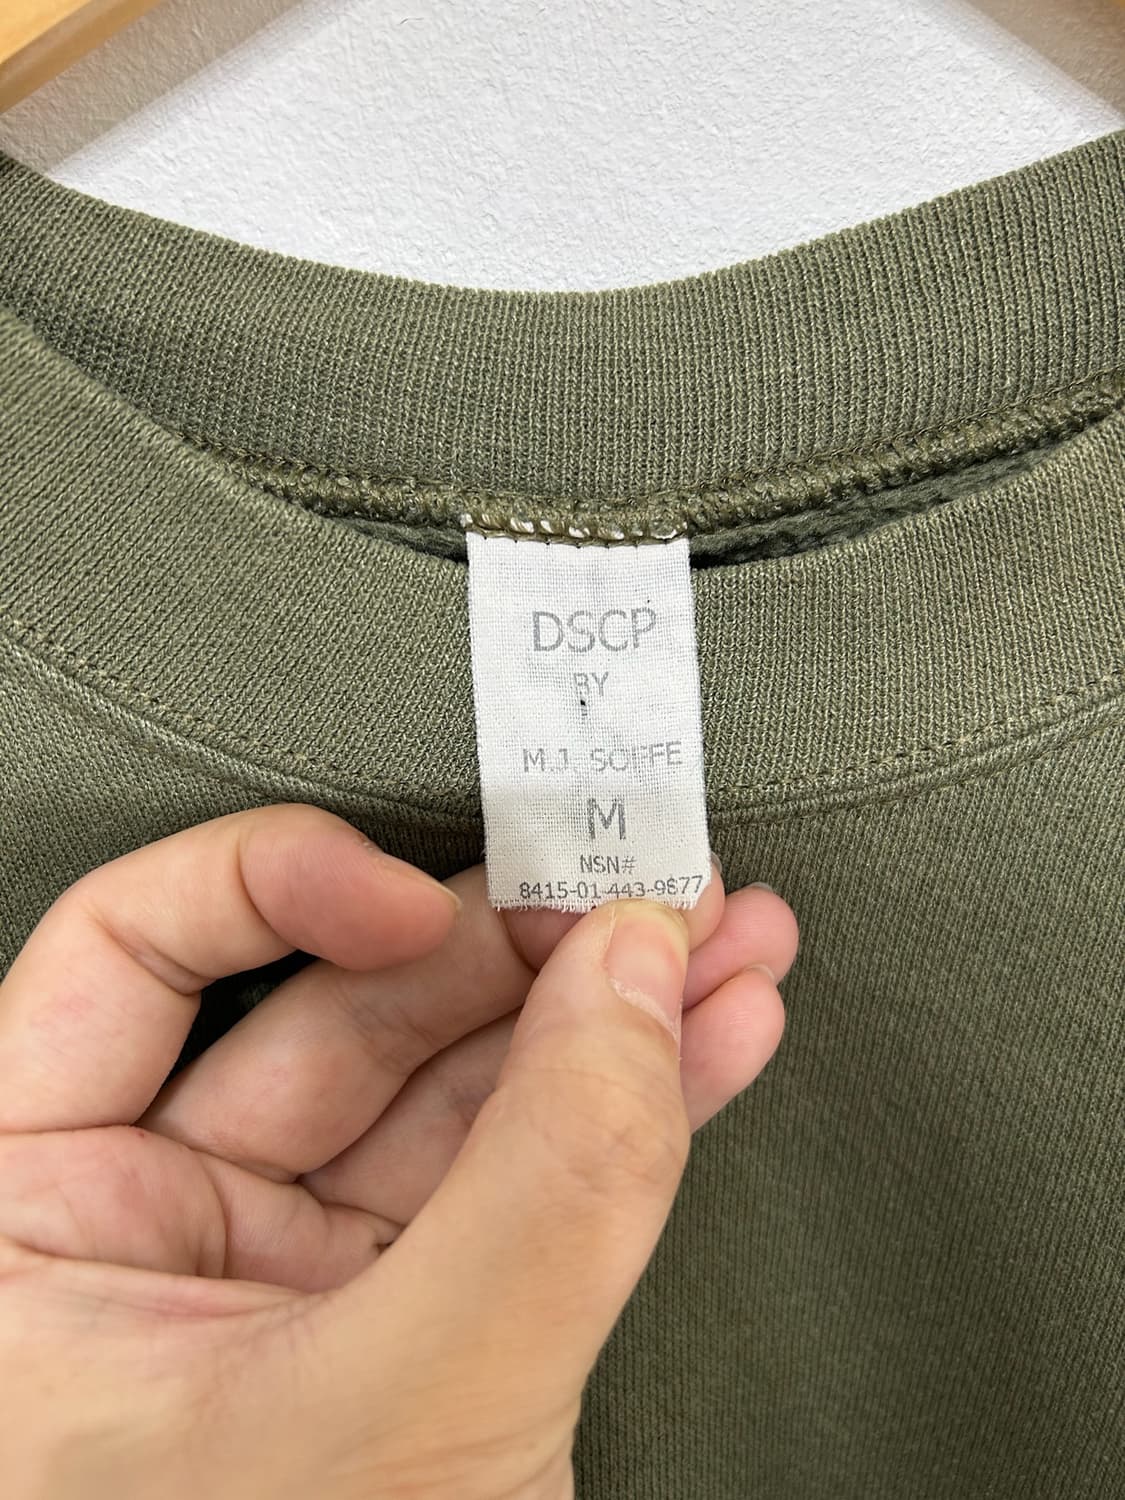 DSCP
BY
M.J. SOFFE
M
NSN#
8415-01-443-9877